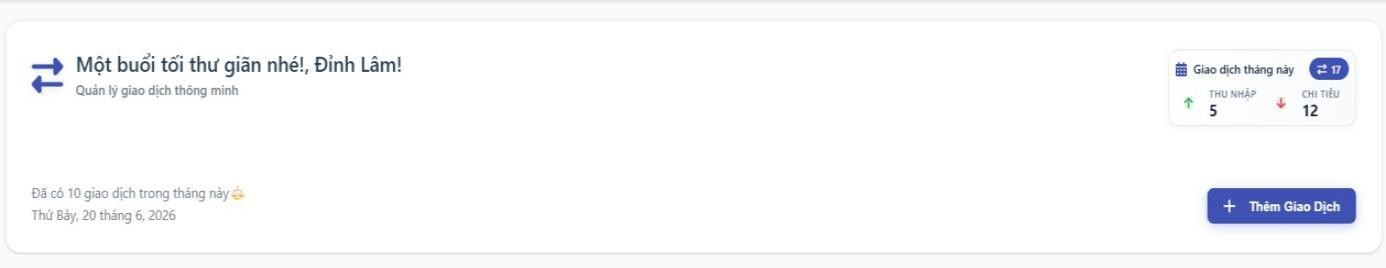 Một buổi tối thư giãn nhé!, Đình Lâm!
Quản lý giao dịch thông minh
Giao dịch tháng này 17
THU NHẬP CHI TIÊU
5 12
Đã có 10 giao dịch trong tháng này
Thứ Bảy, 20 tháng 6, 2026
+ Thêm Giao Dịch